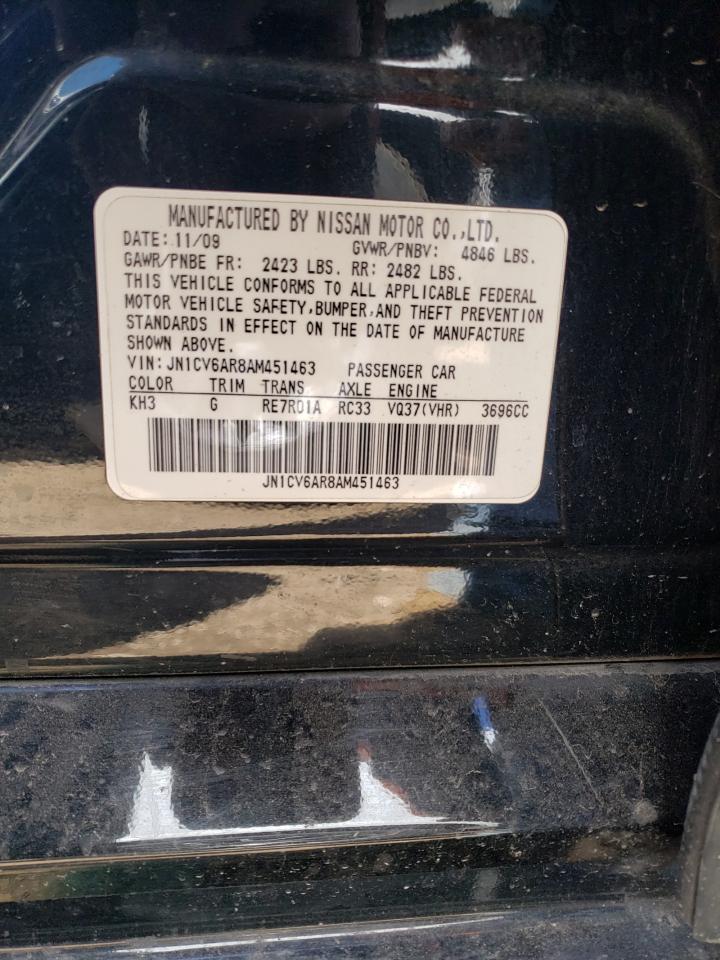 MANUFACTURED BY NISSAN MOTOR CO.,LTD.
DATE: 11/09 GVWR/PNBV: 4846 LBS.
GAWR/PNBE FR: 2423 LBS. RR: 2482 LBS.
THIS VEHICLE CONFORMS TO ALL APPLICABLE FEDERAL
MOTOR VEHICLE SAFETY,BUMPER,AND THEFT PREVENTION
STANDARDS IN EFFECT ON THE DATE OF MANUFACTURE
SHOWN ABOVE.
VIN:JN1CV6AR8AM451463 PASSENGER CAR
COLOR TRIM TRANS AXLE ENGINE
KH3 G RE7R01A RC33 VQ37(VHR) 3696CC
JN1CV6AR8AM451463